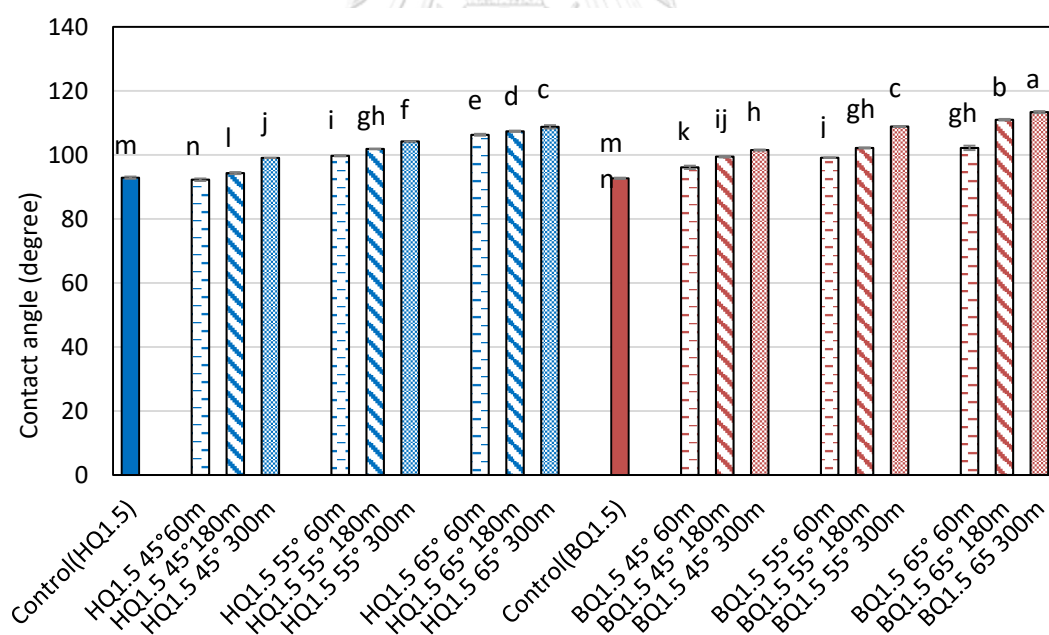 140
120
100
80
60
40
20
0
Contact angle (degree)
m
n
l
j
i
gh
f
e
d
c
m
n
k
ij
h
j
gh
c
gh
b
a
Control(HQ1.5)
HQ1.5 45°60m
HQ1.5 45°180m
HQ1.5 45° 300m
HQ1.5 55° 60m
HQ1.5 55° 180m
HQ1.5 55° 300m
HQ1.5 65° 60m
HQ1.5 65° 180m
HQ1.5 65° 300m
Control(BQ1.5)
BQ1.5 45° 60m
BQ1.5 45° 180m
BQ1.5 45° 300m
BQ1.5 55° 60m
BQ1.5 55° 180m
BQ1.5 55° 300m
BQ1.5 65° 60m
BQ1.5 65° 180m
BQ1.5 65 300m